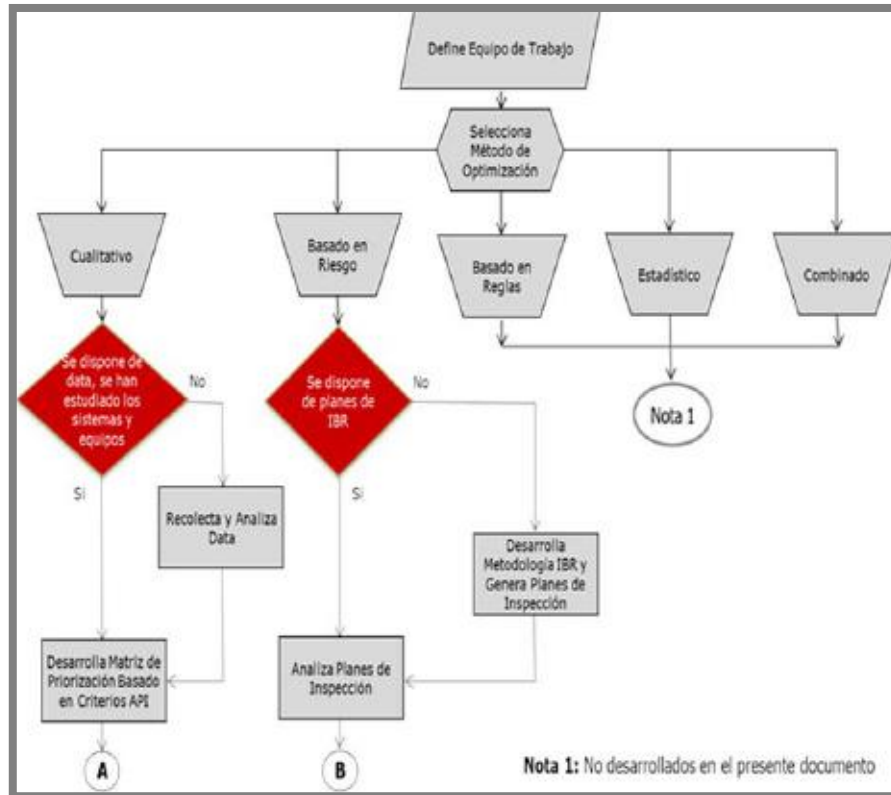 Define Equipo de Trabajo
Selecciona
Método de
Optimización
Cualitativo
Basado en
Riesgo
Basado en
Reglas
Estadístico
Combinado
Se dispone de
data, se han
estudiado los
sistemas y
equipos
No
Se dispone
de planes de
IBR
No
Nota 1
Si
Recolecta y Analiza
Data
Si
Desarrolla
Metodología IBR y
Genera Planes de
Inspección
Desarrolla Matriz de
Priorización Basado
en Criterios API
Analiza Planes de
Inspección
A
B
Nota 1: No desarrollados en el presente documento